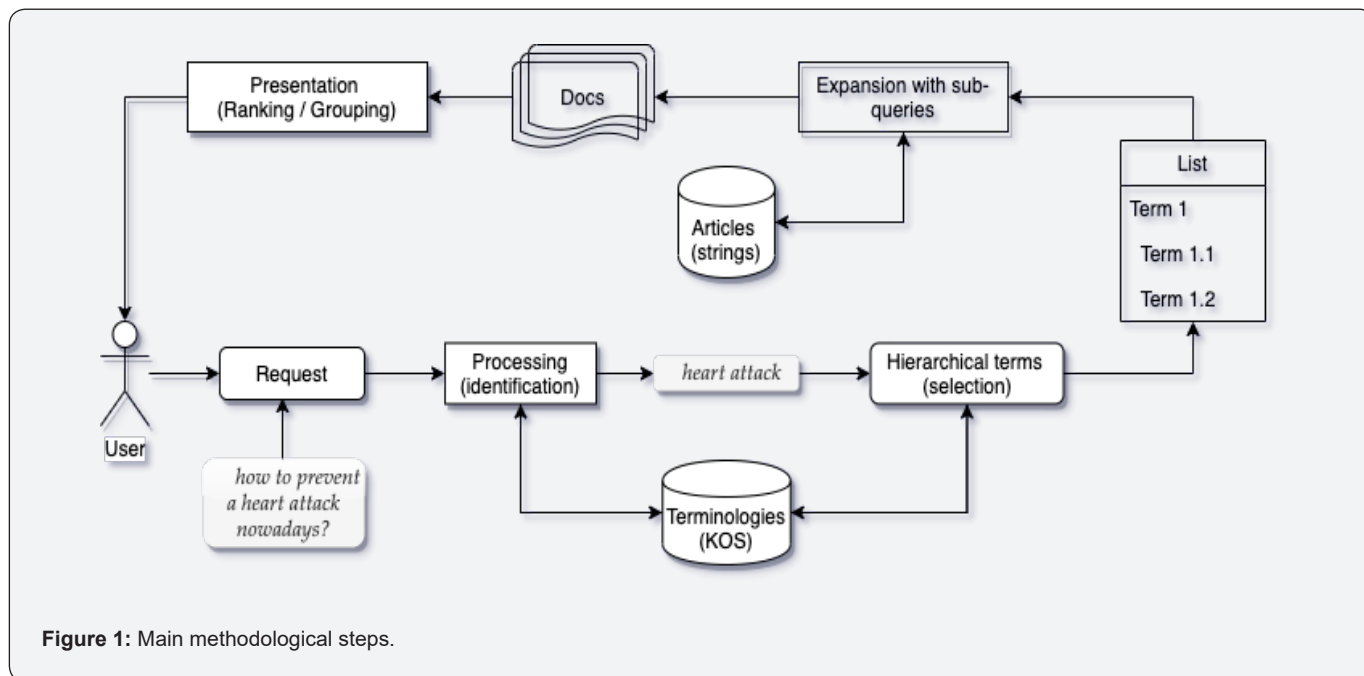 Presentation
(Ranking / Grouping)
Docs
Expansion with sub-
queries
List
Term 1
Term 1.1
Term 1.2
Articles
(strings)
User
Request
Processing
(identification)
heart attack
Hierarchical terms
(selection)
how to prevent
a heart attack
nowadays?
Terminologies
(KOS)
Figure 1: Main methodological steps.